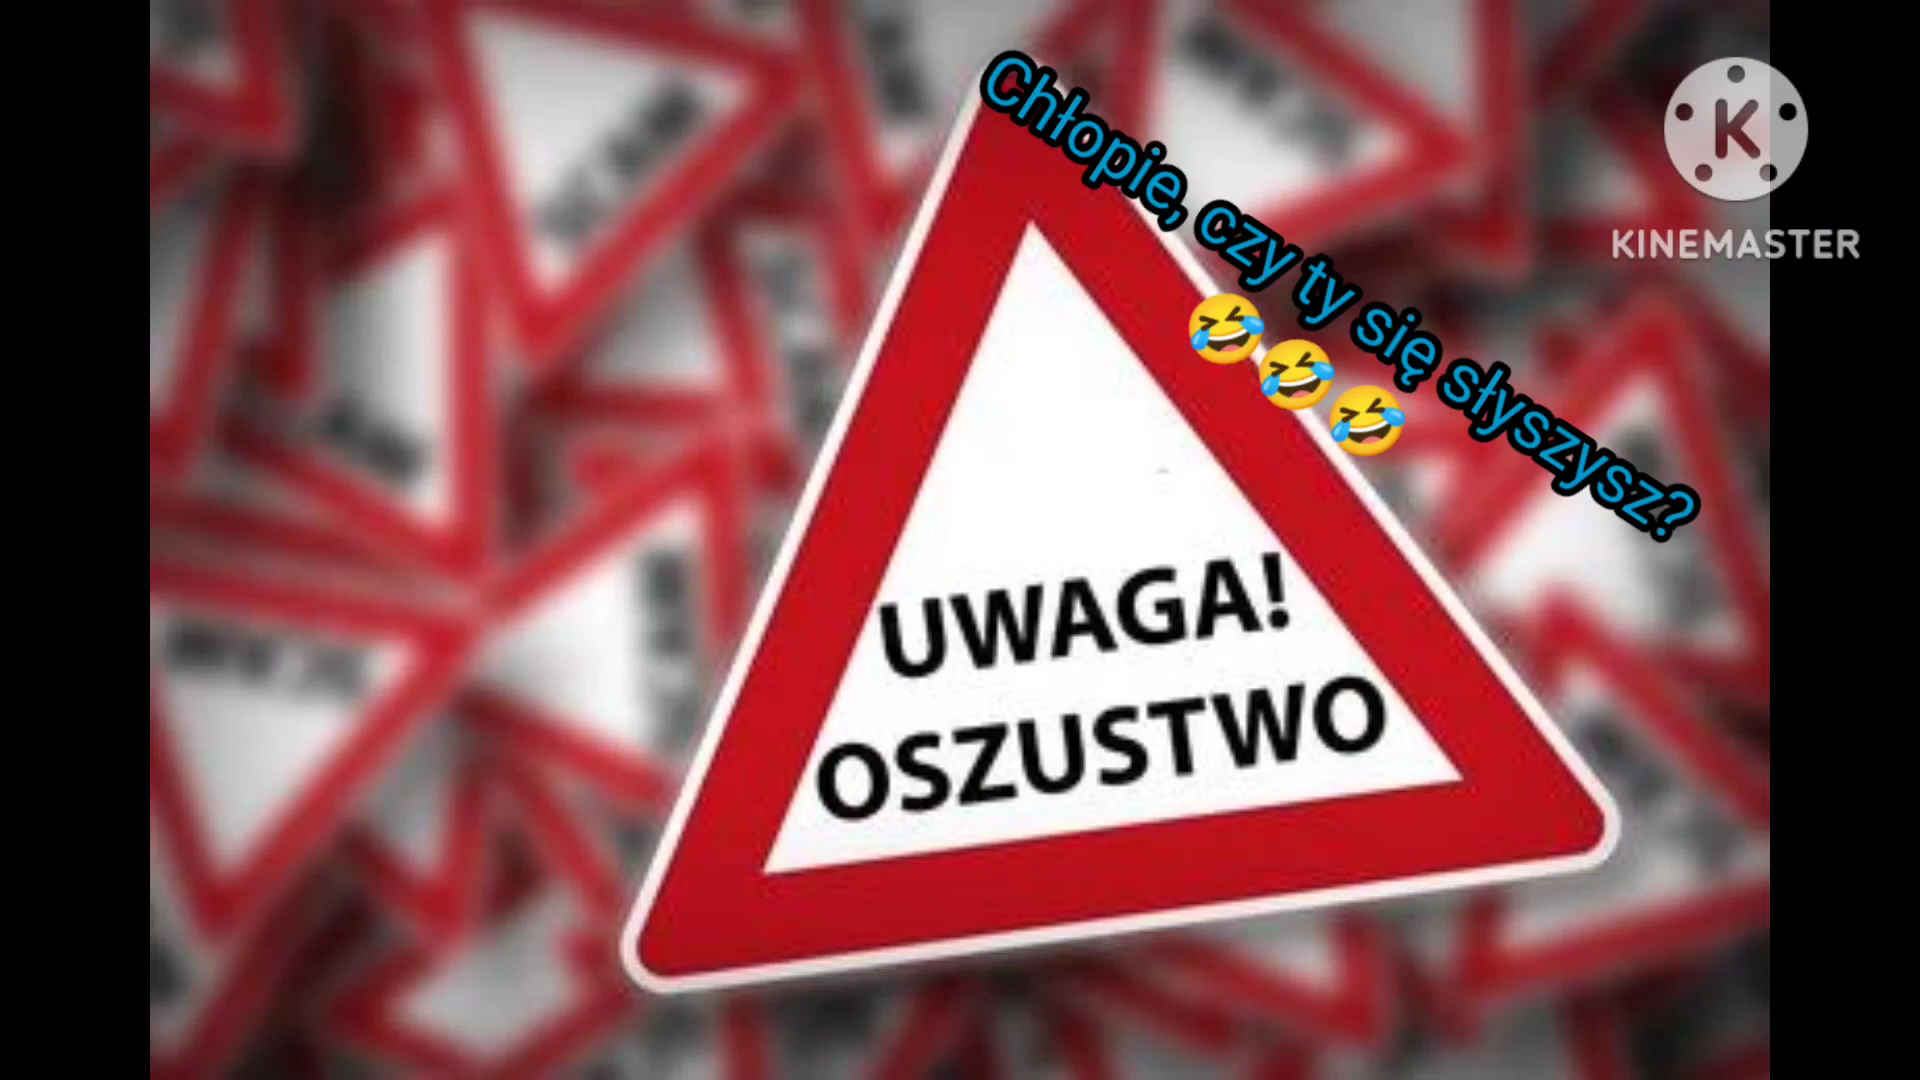 Chłopie, czy ty się słyszysz?
🤣🤣🤣
K
KINEMASTER
UWAGA!
OSZUSTWO